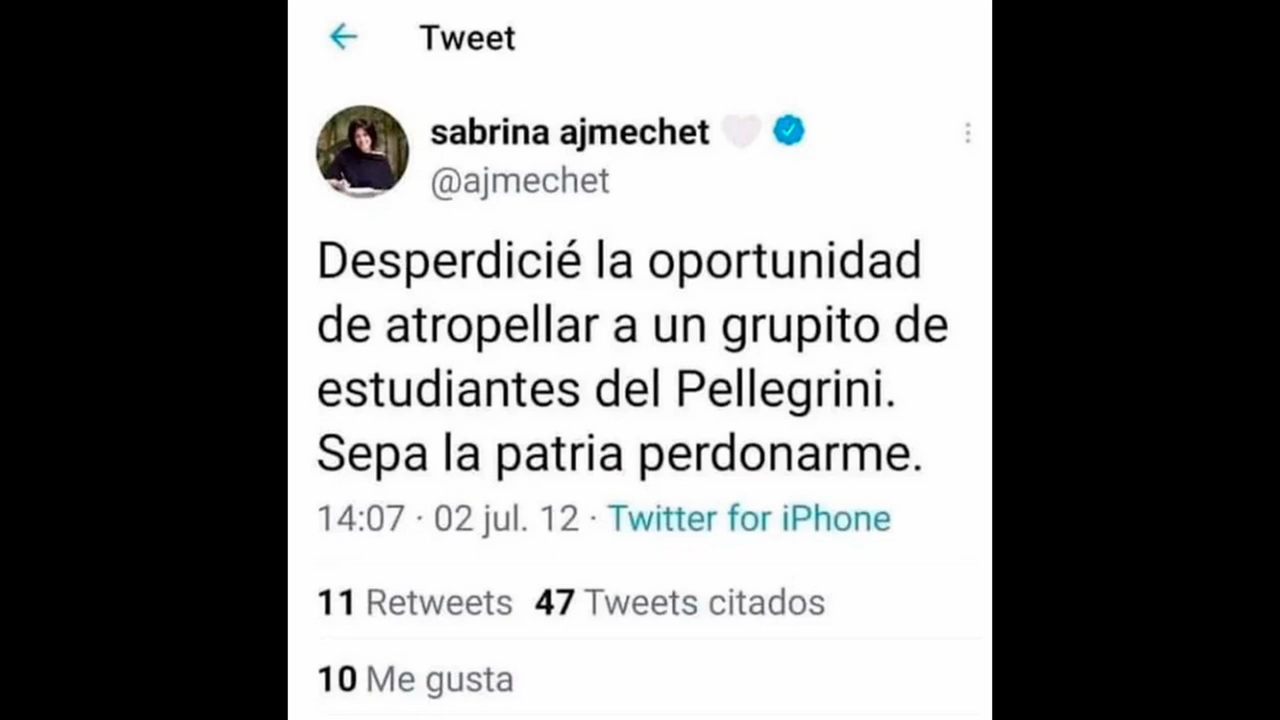 Tweet
sabrina ajmechet
@ajmechet
Desperdicié la oportunidad
de atropellar a un grupito de
estudiantes del Pellegrini.
Sepa la patria perdonarme.
14:07 · 02 jul. 12 · Twitter for iPhone
11 Retweets 47 Tweets citados
10 Me gusta